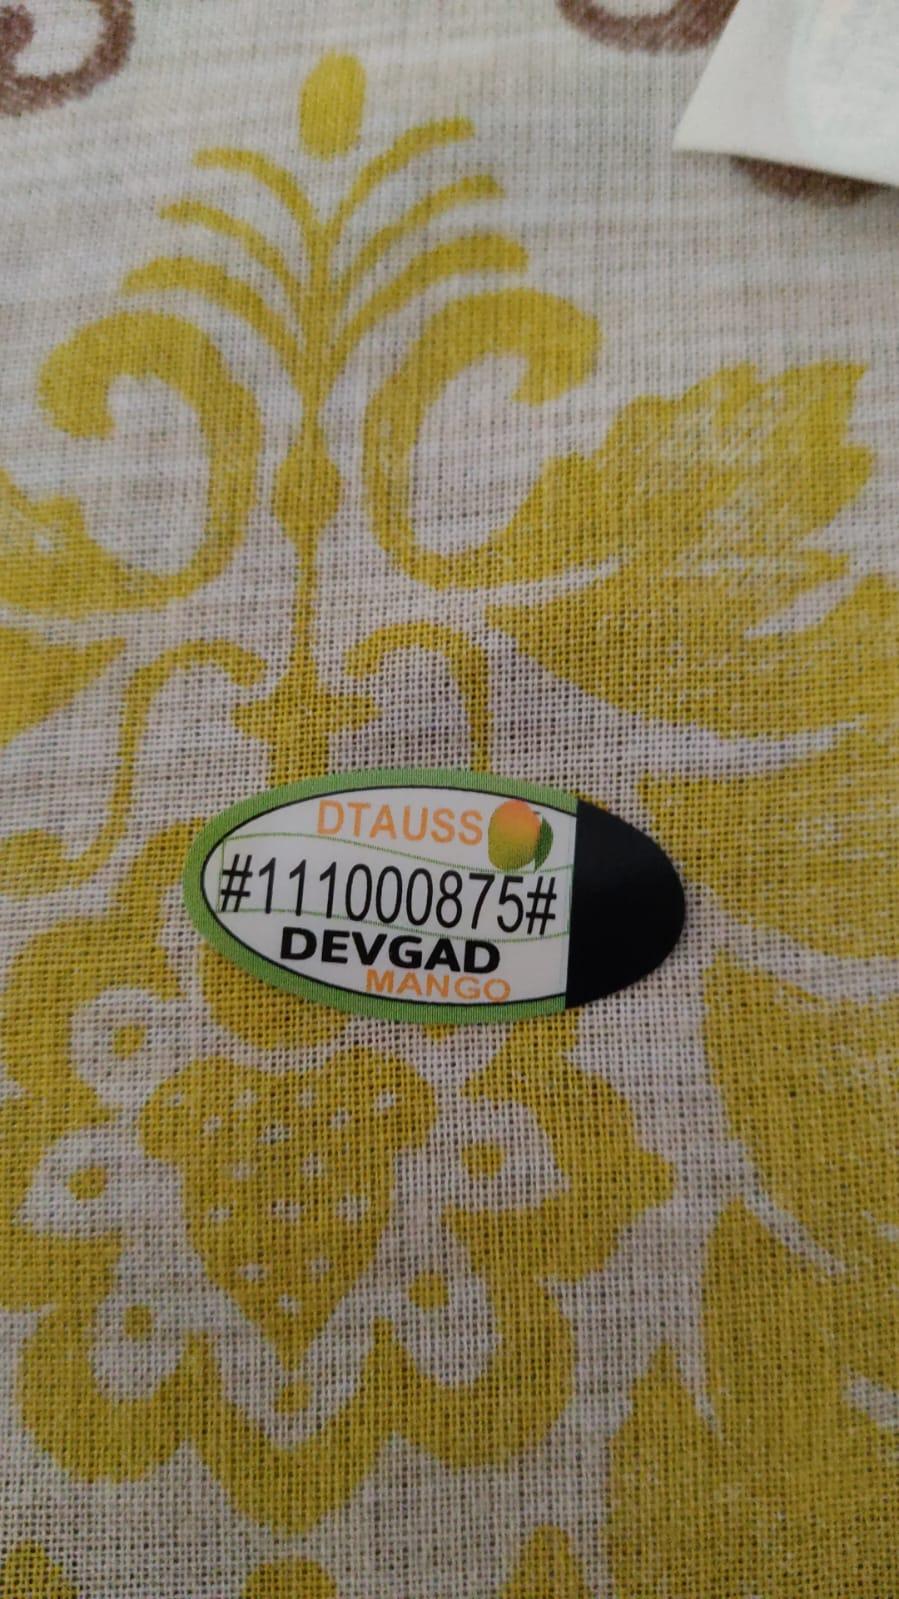 DTAUSS
#111000875#
DEVGAD
MANGO